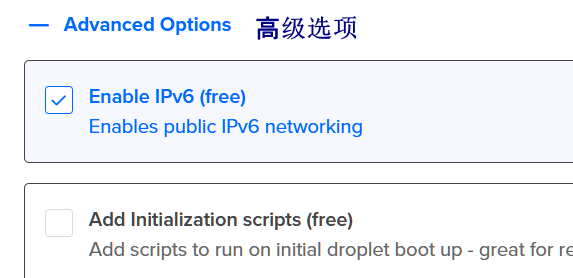 Advanced Options 高级选项
Enable IPv6 (free)
Enables public IPv6 networking
Add Initialization scripts (free)
Add scripts to run on initial droplet boot up - great for